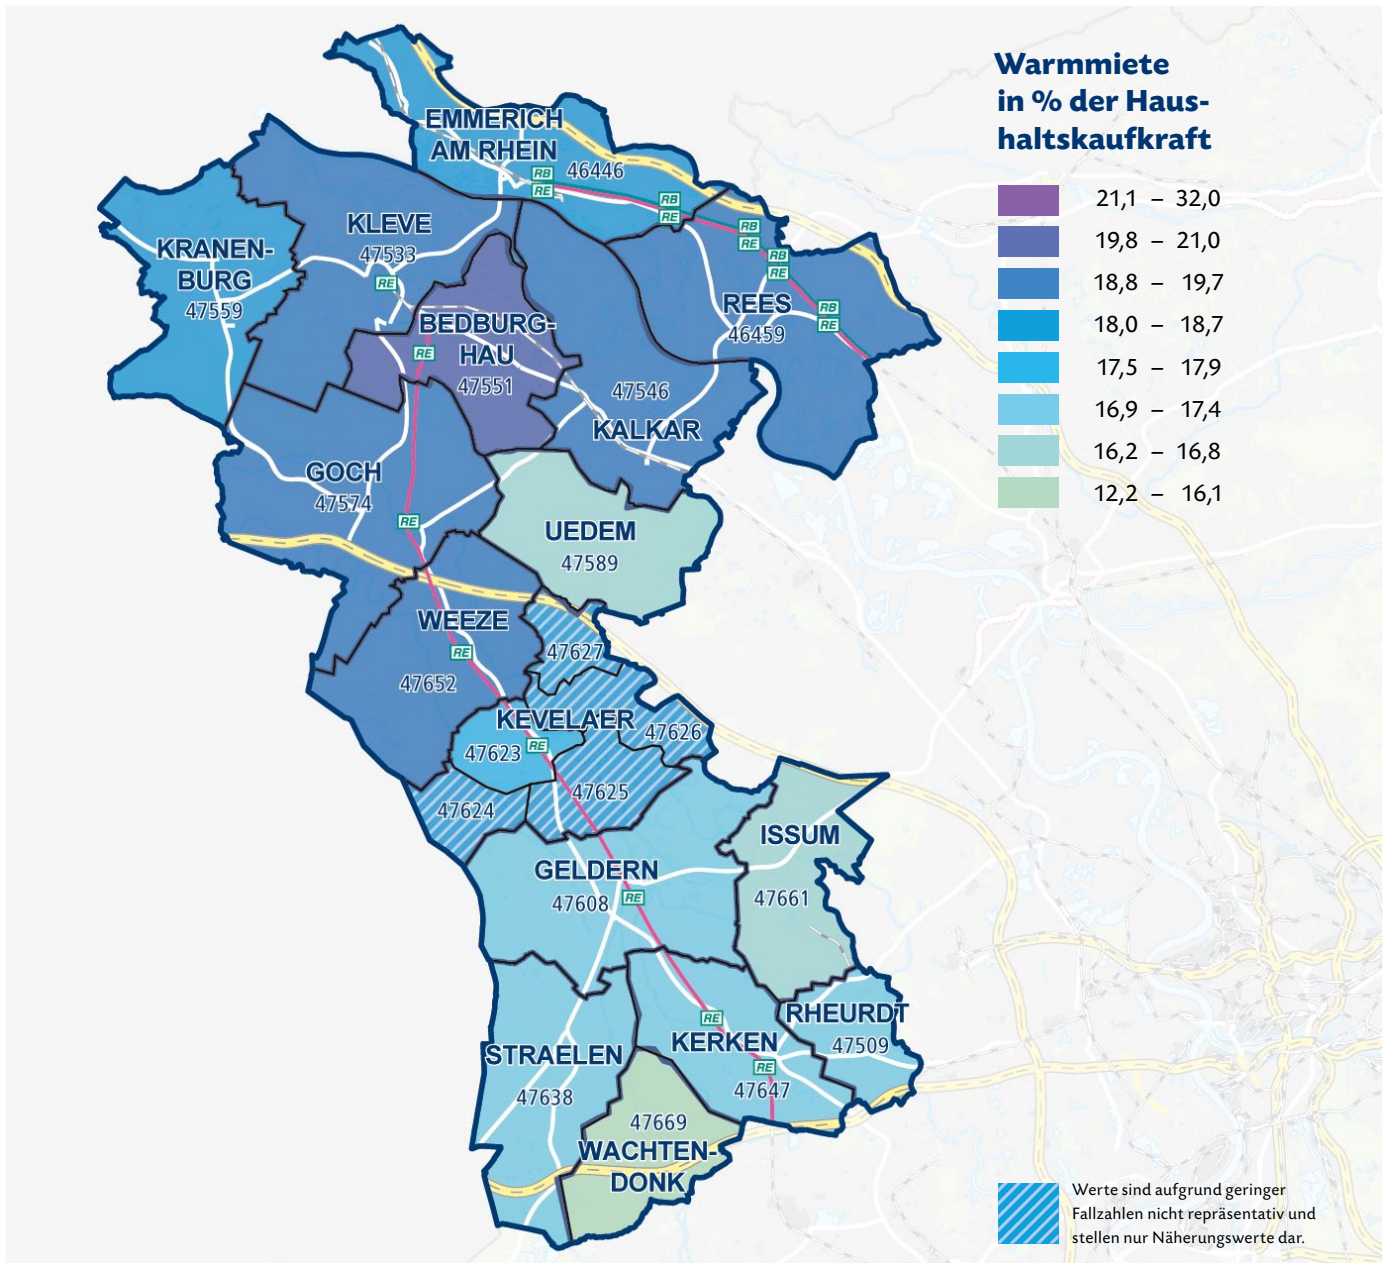 Warmmiete
in % der Haus-
haltskaufkraft
21,1 – 32,0
19,8 – 21,0
18,8 – 19,7
18,0 – 18,7
17,5 – 17,9
16,9 – 17,4
16,2 – 16,8
12,2 – 16,1
EMMERICH
AM RHEIN
46446
RB
RE
RB
RE
RB
RE
RB
RE
RB
RE
KLEVE
47533
RE
KRANEN-
BURG
47559
REES
46459
BEDBURG-
HAU
47551
RE
47546
KALKAR
GOCH
47574
RE
UEDEM
47589
WEEZE
RE
47652
47627
KEVELAER
47626
47623
RE
47625
47624
ISSUM
47661
GELDERN
47608
RE
RHEURDT
47509
RE
KERKEN
RE
47647
STRAELEN
47638
47669
WACHTEN-
DONK
Werte sind aufgrund geringer
Fallzahlen nicht repräsentativ und
stellen nur Näherungswerte dar.